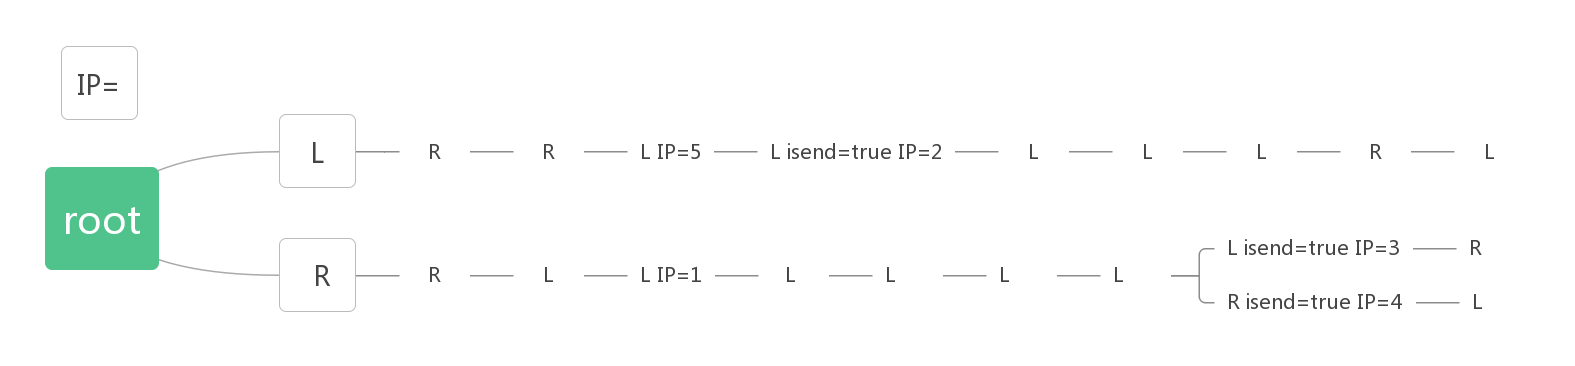 IP=
root
L R R L IP=5 L isend=true IP=2 L L L R L
R R L L IP=1 L L L L
L isend=true IP=3 R
R isend=true IP=4 L